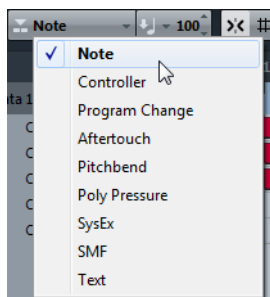 Note 100
Note
Controller
Program Change
Aftertouch
Pitchbend
Poly Pressure
SysEx
SMF
Text